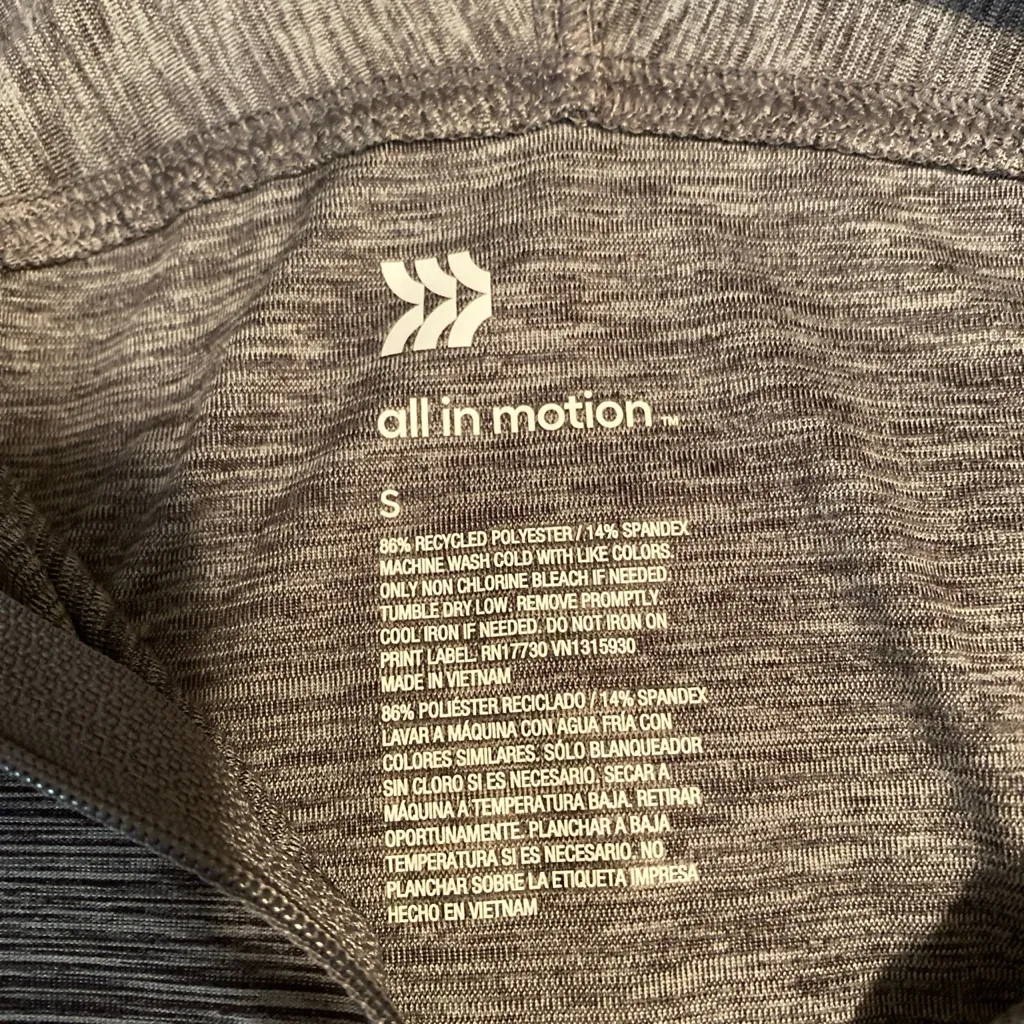 all in motion™
S
86% RECYCLED POLYESTER / 14% SPANDEX
MACHINE WASH COLD WITH LIKE COLORS.
ONLY NON CHLORINE BLEACH IF NEEDED.
TUMBLE DRY LOW. REMOVE PROMPTLY.
COOL IRON IF NEEDED. DO NOT IRON ON
PRINT LABEL. RN17730 VN1315930
MADE IN VIETNAM
86% POLIÉSTER RECICLADO / 14% SPANDEX
LAVAR A MÁQUINA CON AGUA FRÍA CON
COLORES SIMILARES. SÓLO BLANQUEADOR
SIN CLORO SI ES NECESARIO. SECAR A
MÁQUINA A TEMPERATURA BAJA. RETIRAR
OPORTUNAMENTE. PLANCHAR A BAJA
TEMPERATURA SI ES NECESARIO. NO
PLANCHAR SOBRE LA ETIQUETA IMPRESA
HECHO EN VIETNAM